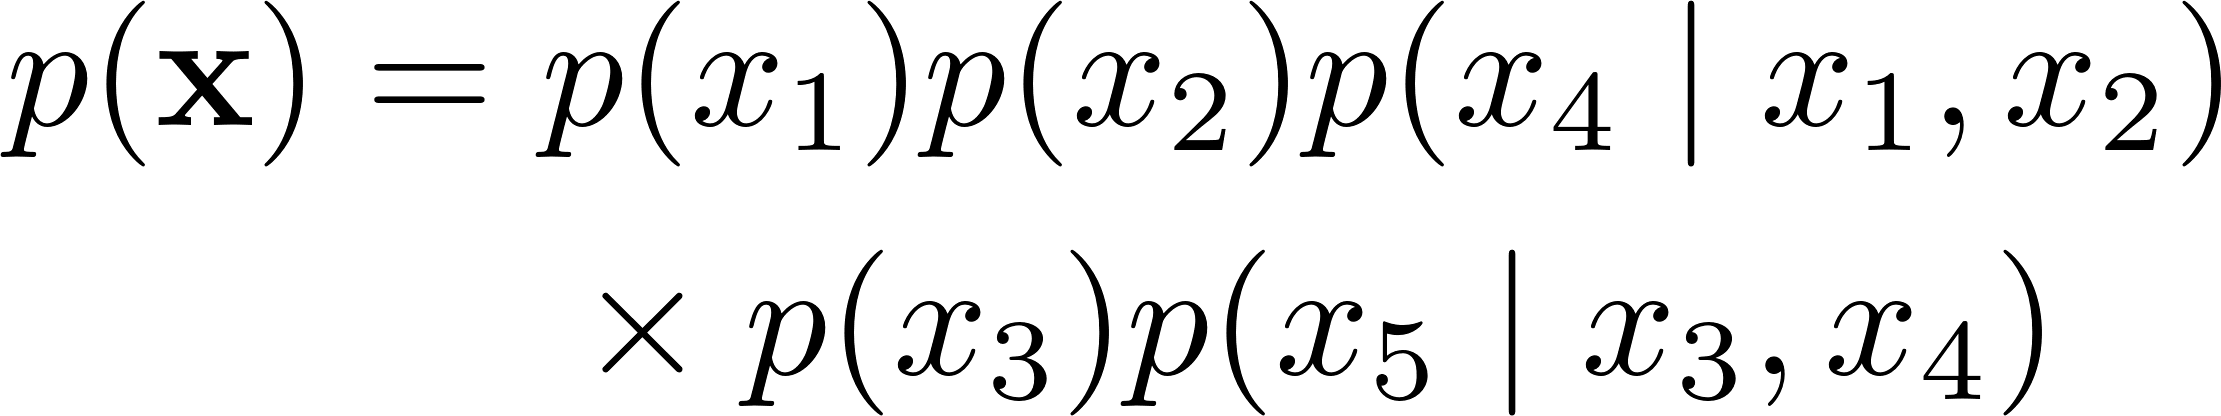 p(𝐱) = p(x₁)p(x₂)p(x₄ | x₁, x₂)
× p(x₃)p(x₅ | x₃, x₄)